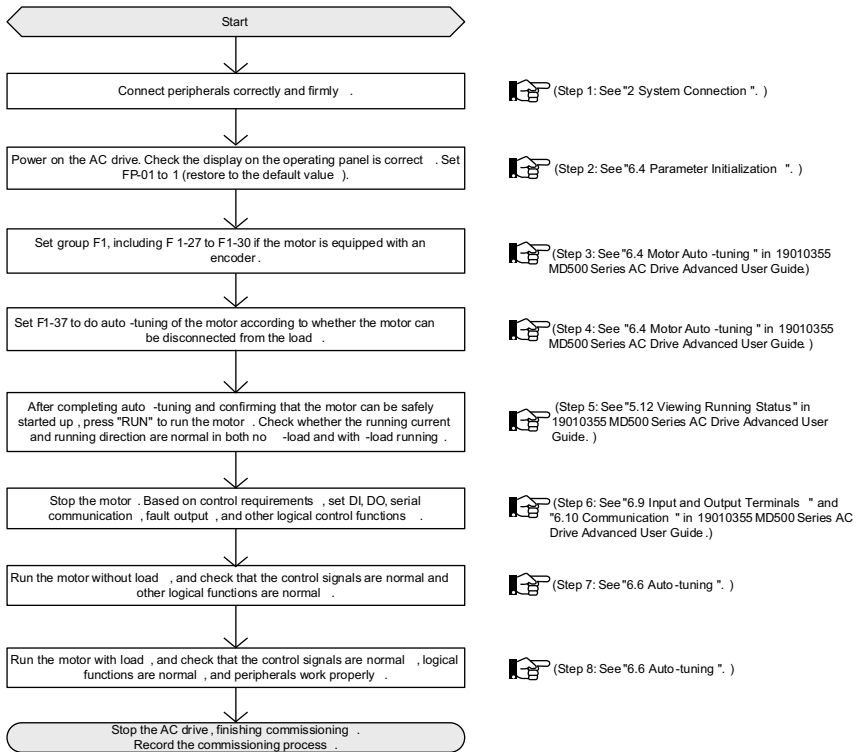 Start
Connect peripherals correctly and firmly .
(Step 1: See "2 System Connection ". )
Power on the AC drive. Check the display on the operating panel is correct . Set
FP-01 to 1 (restore to the default value ).
(Step 2: See "6.4 Parameter Initialization ". )
Set group F1, including F 1-27 to F1-30 if the motor is equipped with an
encoder .
(Step 3: See "6.4 Motor Auto -tuning " in 19010355
MD500 Series AC Drive Advanced User Guide.)
Set F1-37 to do auto -tuning of the motor according to whether the motor can
be disconnected from the load .
(Step 4: See "6.4 Motor Auto -tuning " in 19010355
MD500 Series AC Drive Advanced User Guide. )
After completing auto -tuning and confirming that the motor can be safely
started up , press "RUN" to run the motor . Check whether the running current
and running direction are normal in both no -load and with -load running .
(Step 5: See "5.12 Viewing Running Status" in
19010355 MD500 Series AC Drive Advanced User
Guide. )
Stop the motor . Based on control requirements , set DI, DO, serial
communication , fault output , and other logical control functions .
(Step 6: See "6.9 Input and Output Terminals " and
"6.10 Communication " in 19010355 MD500 Series AC
Drive Advanced User Guide .)
Run the motor without load , and check that the control signals are normal and
other logical functions are normal .
(Step 7: See "6.6 Auto-tuning ". )
Run the motor with load , and check that the control signals are normal , logical
functions are normal , and peripherals work properly .
(Step 8: See "6.6 Auto-tuning ". )
Stop the AC drive , finishing commissioning .
Record the commissioning process .